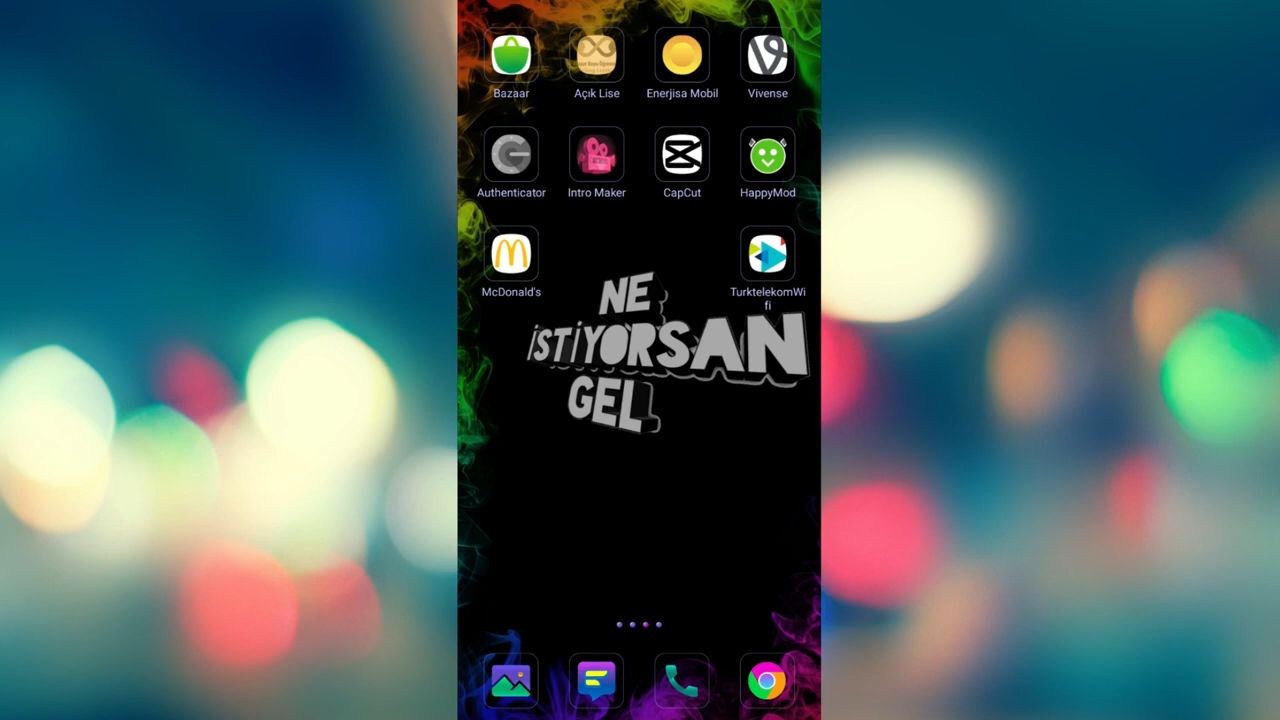 Bazaar
Açık Lise
Enerjisa Mobil
Vivense
Authenticator
Intro Maker
CapCut
HappyMod
McDonald's
TurktelekomWi
fi
NE
İSTİYORSAN
GEL